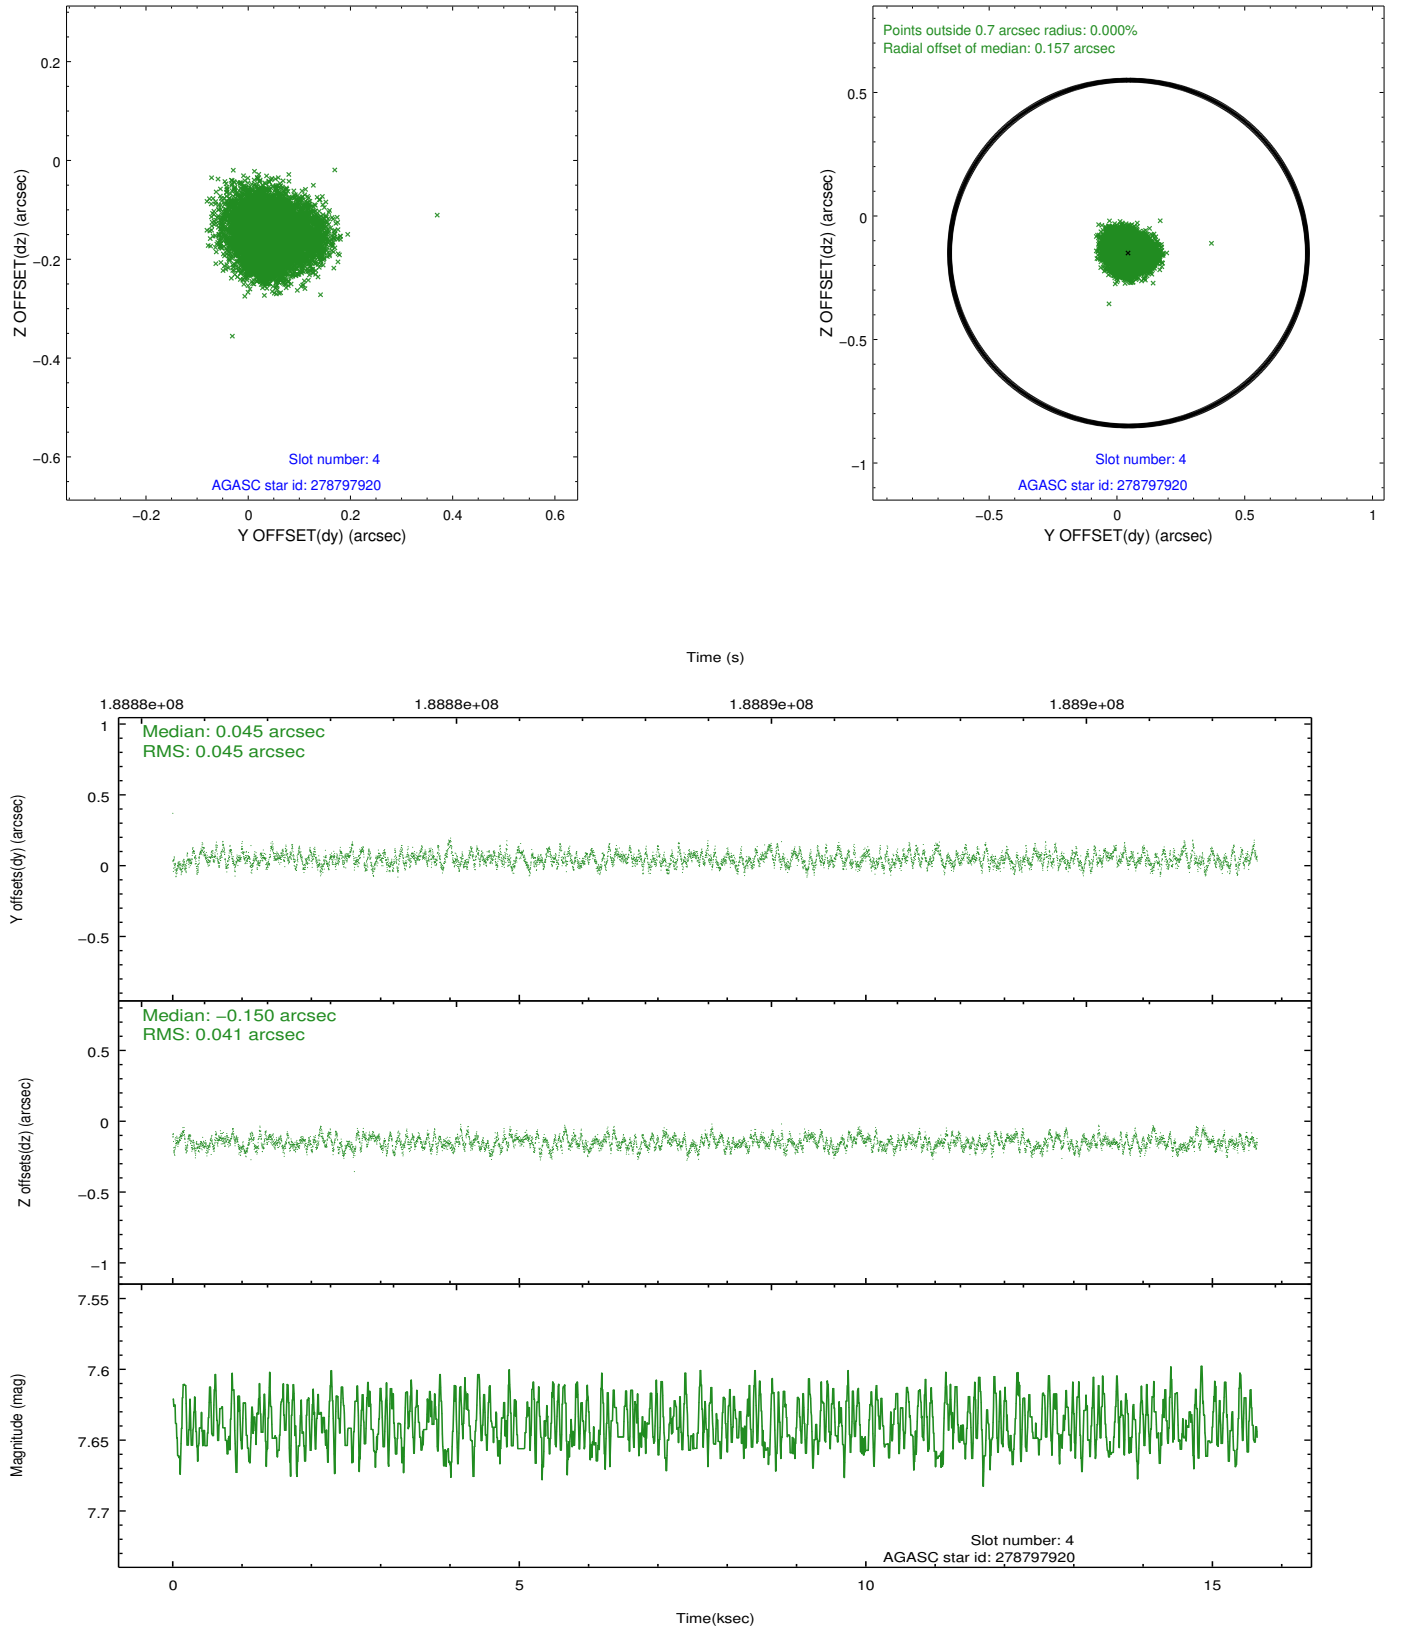 0.2
0
−0.2
−0.4
−0.6
Z OFFSET(dz) (arcsec)
Slot number: 4
AGASC star id: 278797920
−0.2 0 0.2 0.4 0.6
Y OFFSET(dy) (arcsec)
Points outside 0.7 arcsec radius: 0.000%
Radial offset of median: 0.157 arcsec
0.5
0
−0.5
−1
Z OFFSET(dz) (arcsec)
Slot number: 4
AGASC star id: 278797920
−0.5 0 0.5 1
Y OFFSET(dy) (arcsec)
Time (s)
1.8888e+08 1.8888e+08 1.8889e+08 1.889e+08
Median: 0.045 arcsec
RMS: 0.045 arcsec
1
0.5
0
−0.5
Y offsets(dy) (arcsec)
Median: −0.150 arcsec
RMS: 0.041 arcsec
0.5
0
−0.5
−1
Z offsets(dz) (arcsec)
7.55
7.6
7.65
7.7
Magnitude (mag)
Slot number: 4
AGASC star id: 278797920
0 5 10 15
Time(ksec)